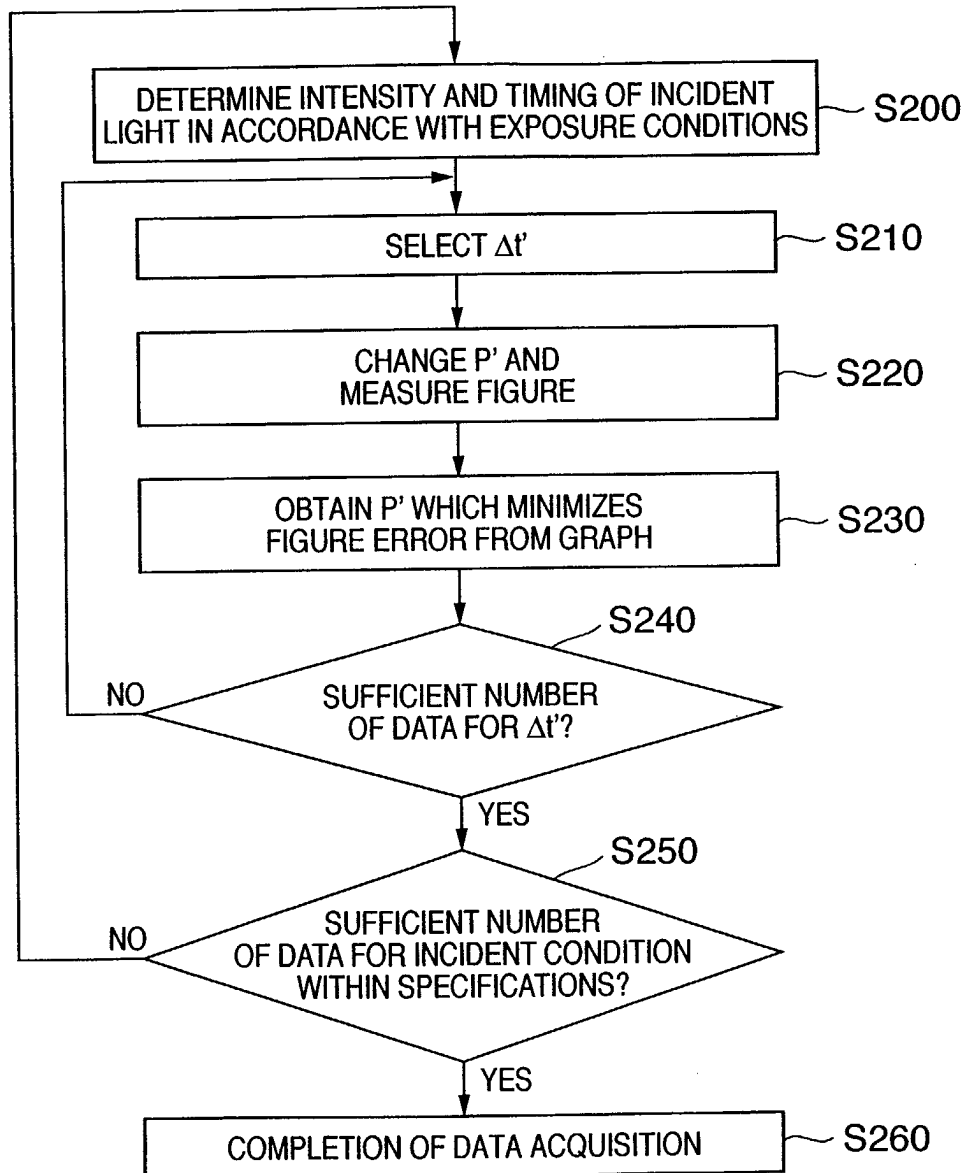 DETERMINE INTENSITY AND TIMING OF INCIDENT
LIGHT IN ACCORDANCE WITH EXPOSURE CONDITIONS
S200
SELECT Δt'
S210
CHANGE P' AND
MEASURE FIGURE
S220
OBTAIN P' WHICH MINIMIZES
FIGURE ERROR FROM GRAPH
S230
S240
NO
SUFFICIENT NUMBER
OF DATA FOR Δt'?
YES
S250
NO
SUFFICIENT NUMBER
OF DATA FOR INCIDENT CONDITION
WITHIN SPECIFICATIONS?
YES
COMPLETION OF DATA ACQUISITION
S260